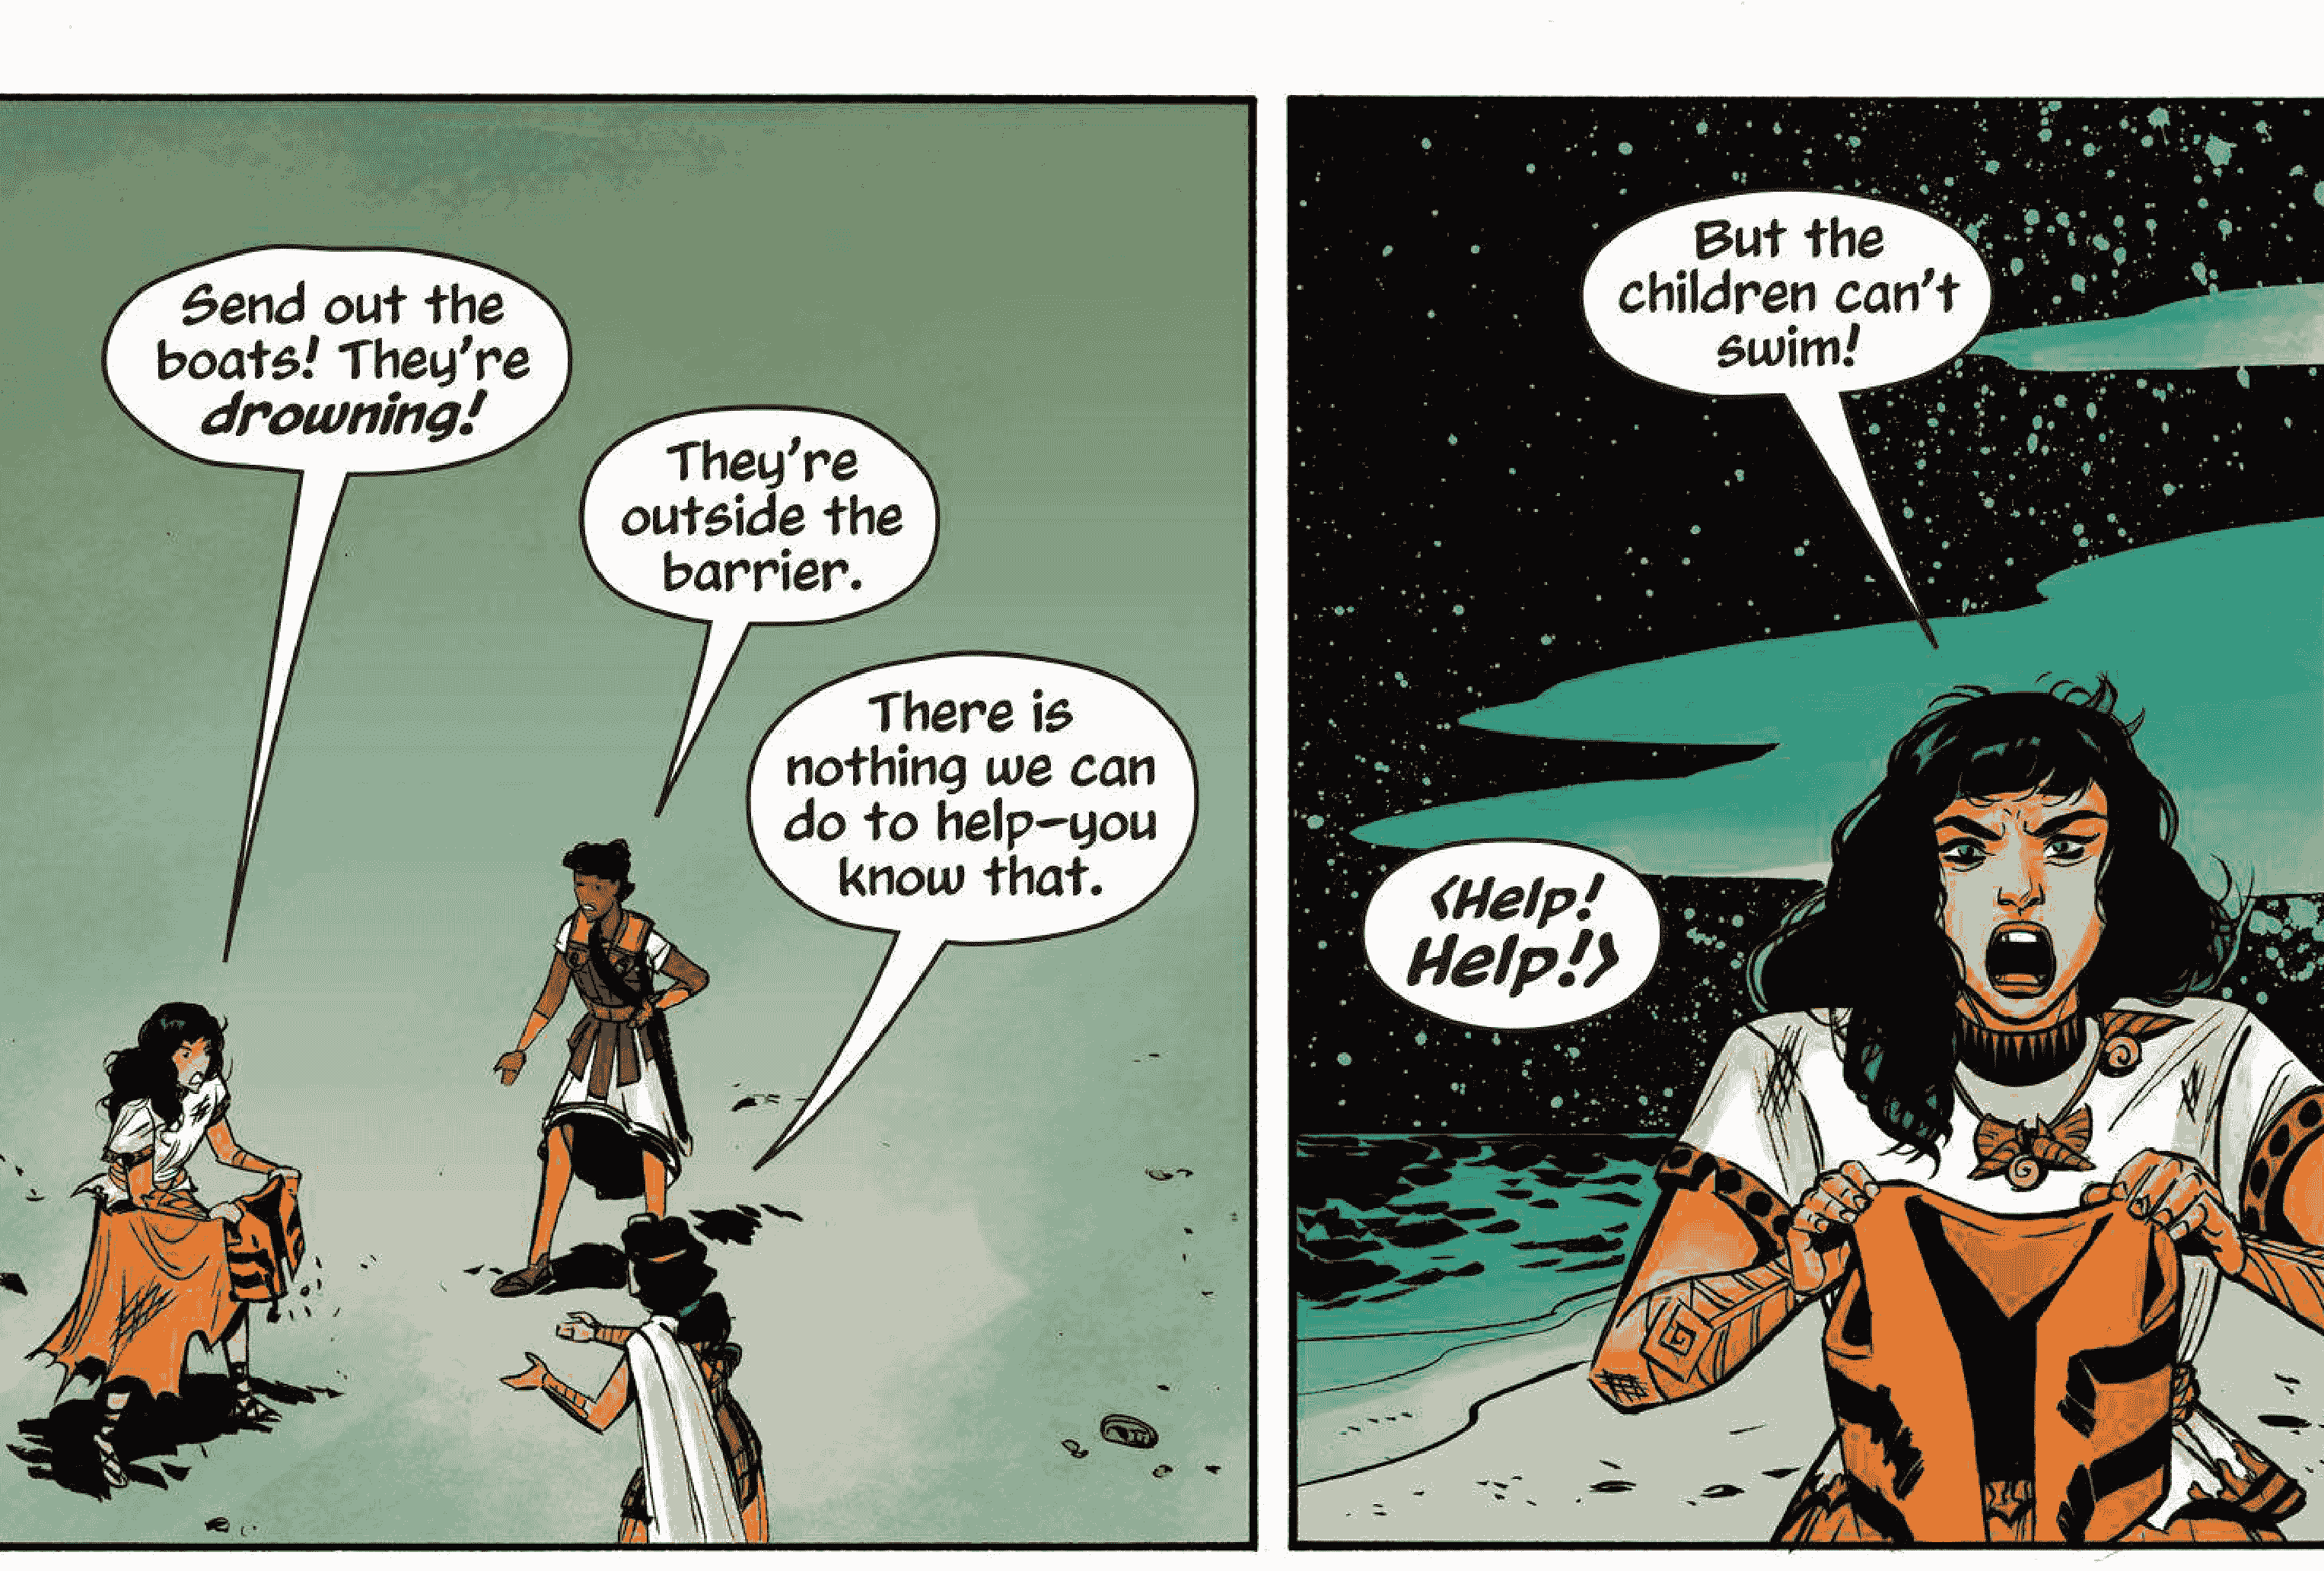 Send out the
boats! They're
drowning!
They're
outside the
barrier.
There is
nothing we can
do to help–you
know that.
But the
children can't
swim!
<Help!
Help!>